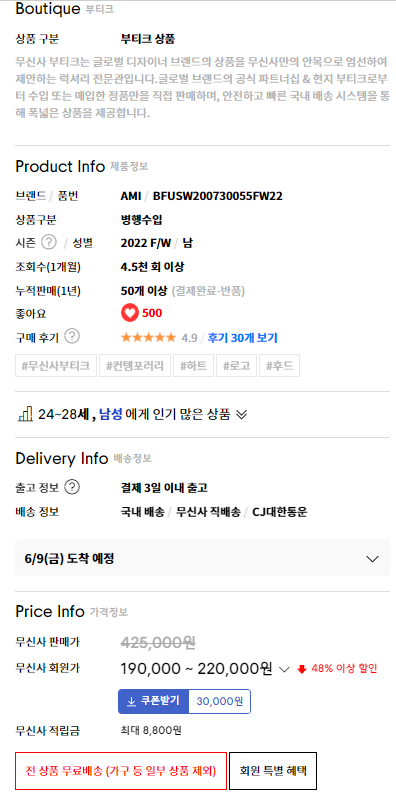 Boutique 부티크
상품 구분 부티크 상품
무신사 부티크는 글로벌 디자이너 브랜드의 상품을 무신사만의 안목으로 엄선하여
제안하는 럭셔리 전문관입니다.글로벌 브랜드의 공식 파트너십 & 현지 부티크로부
터 수입 또는 매입한 정품만을 직접 판매하며, 안전하고 빠른 국내 배송 시스템을 통
해 폭넓은 상품을 제공합니다.
Product Info 제품정보
브랜드 / 품번 AMI / BFUSW200730055FW22
상품구분 병행수입
시즌 ? / 성별 2022 F/W / 남
조회수(1개월) 4.5천 회 이상
누적판매(1년) 50개 이상 (결제완료-반품)
좋아요 500
구매 후기 ? ★★★★★ 4.9 / 후기 30개 보기
#무신사부티크 #컨템포러리 #하트 #로고 #후드
24~28세 , 남성 에게 인기 많은 상품
Delivery Info 배송정보
출고 정보 ? 결제 3일 이내 출고
배송 정보 국내 배송 / 무신사 직배송 / CJ대한통운
6/9(금) 도착 예정
Price Info 가격정보
무신사 판매가 425,000원
무신사 회원가 190,000 ~ 220,000원 48% 이상 할인
쿠폰받기 30,000원
무신사 적립금 최대 8,800원
전 상품 무료배송 (가구 등 일부 상품 제외) 회원 특별 혜택